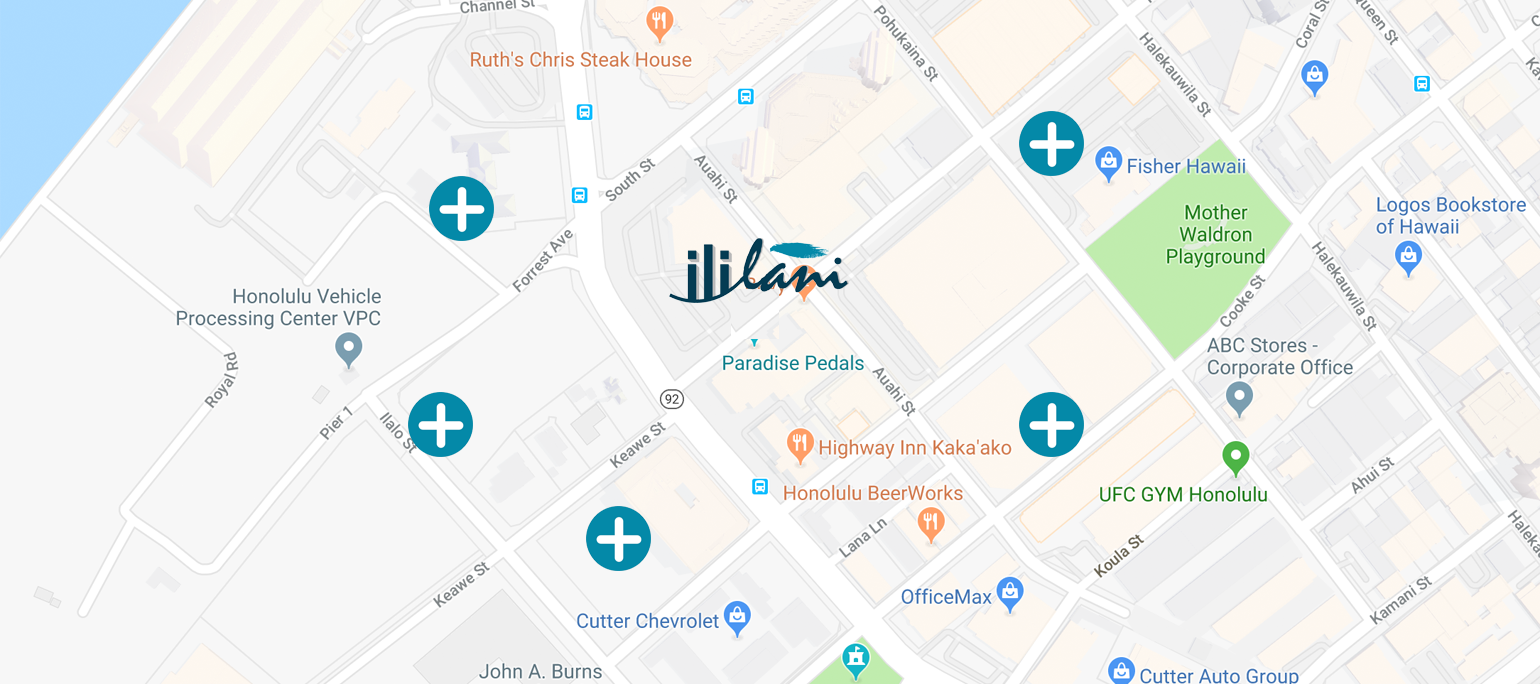 Channel St
Ruth's Chris Steak House
Pohukaina St
Halekauwila St
Coral St
Queen St
South St
Auahi St
Fisher Hawaii
Mother
Waldron
Playground
Logos Bookstore
of Hawaii
Forrest Ave
ililani
Honolulu Vehicle
Processing Center VPC
Cooke St
Halekauwila St
Royal Rd
Paradise Pedals
ABC Stores -
Corporate Office
Auahi St
92
Pier 1
Ilalo St
Keawe St
Highway Inn Kaka'ako
Honolulu BeerWorks
UFC GYM Honolulu
Ahui St
Lana Ln
Koula St
Keawe St
OfficeMax
Kamani St
Cutter Chevrolet
John A. Burns
Cutter Auto Group